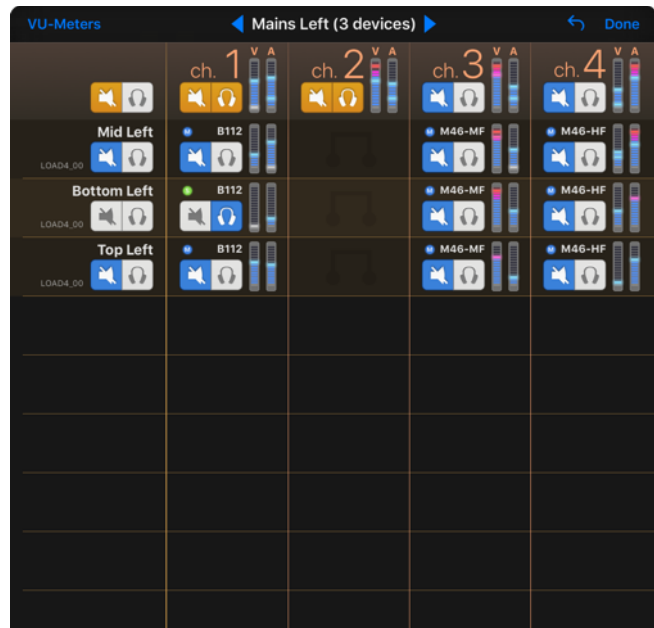 VU-Meters
Mains Left (3 devices)
Done
ch. 1 V A
ch. 2 V A
ch. 3 V A
ch. 4 V A
Mid Left
LOAD4_00
M B112
M M46-MF
M M46-HF
Bottom Left
LOAD4_00
S B112
M M46-MF
M M46-HF
Top Left
LOAD4_00
M B112
M M46-MF
M M46-HF